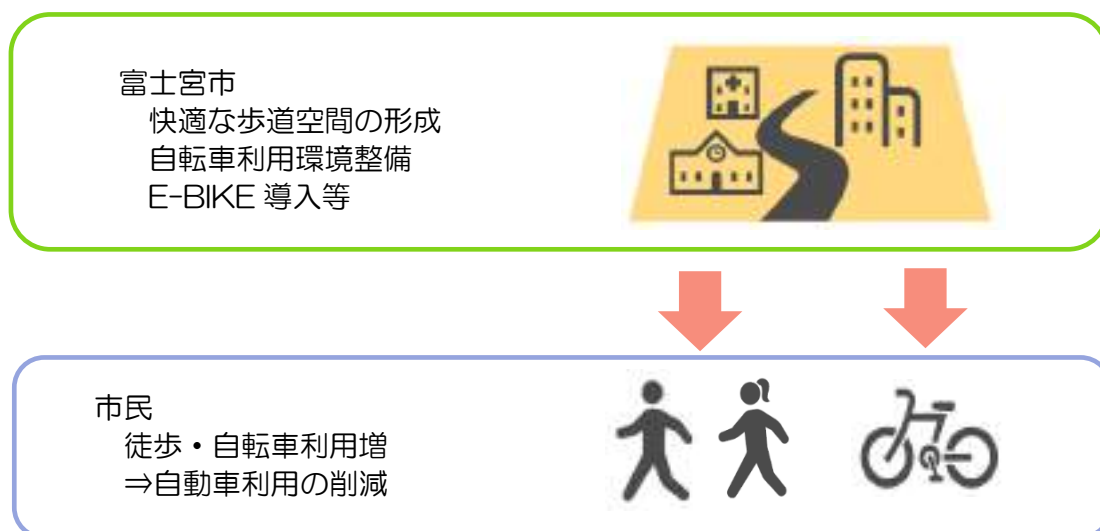 富士宮市
快適な歩道空間の形成
自転車利用環境整備
E-BIKE 導入等
市民
徒歩・自転車利用増
⇒自動車利用の削減